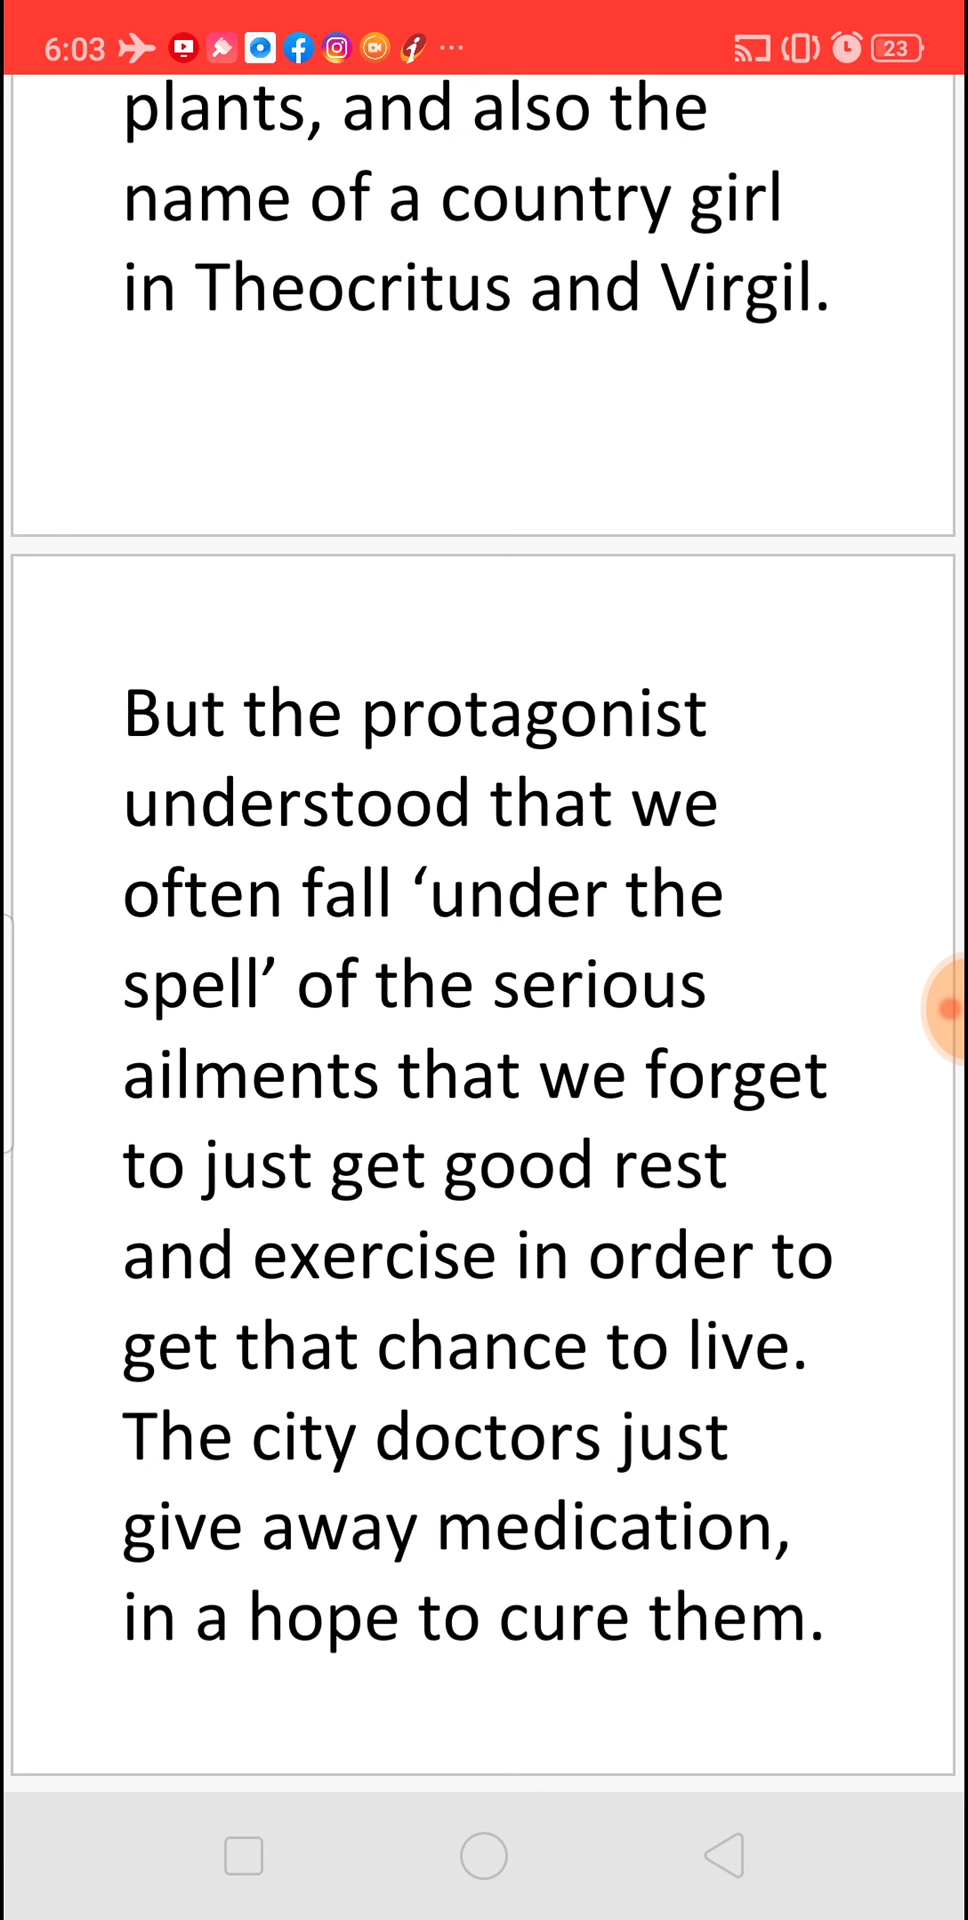 6:03
23
plants, and also the
name of a country girl
in Theocritus and Virgil.
But the protagonist
understood that we
often fall ‘under the
spell’ of the serious
ailments that we forget
to just get good rest
and exercise in order to
get that chance to live.
The city doctors just
give away medication,
in a hope to cure them.